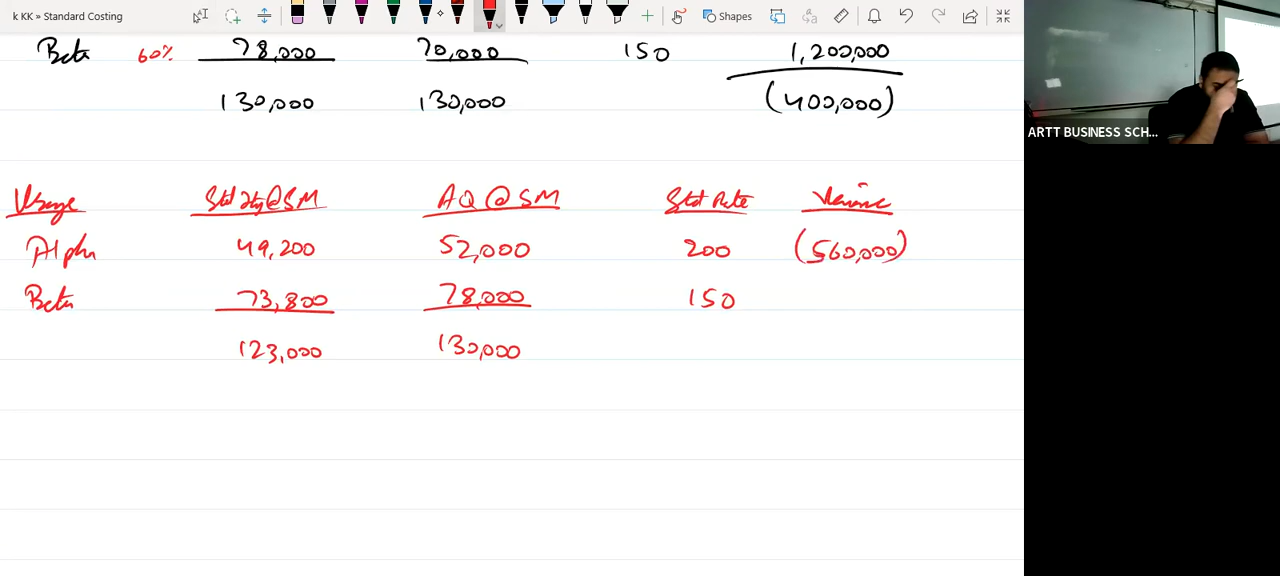 k KK » Standard Costing
Shapes
Beta 60% 78,000 70,000 150 1,200,000
130,000 130,000 (400,000)
ARTT BUSINESS SCH...
Usage Std Qty@SM AQ@SM Std Rate Variance
Alpha 49,200 52,000 200 (560,000)
Beta 73,800 78,000 150
123,000 130,000